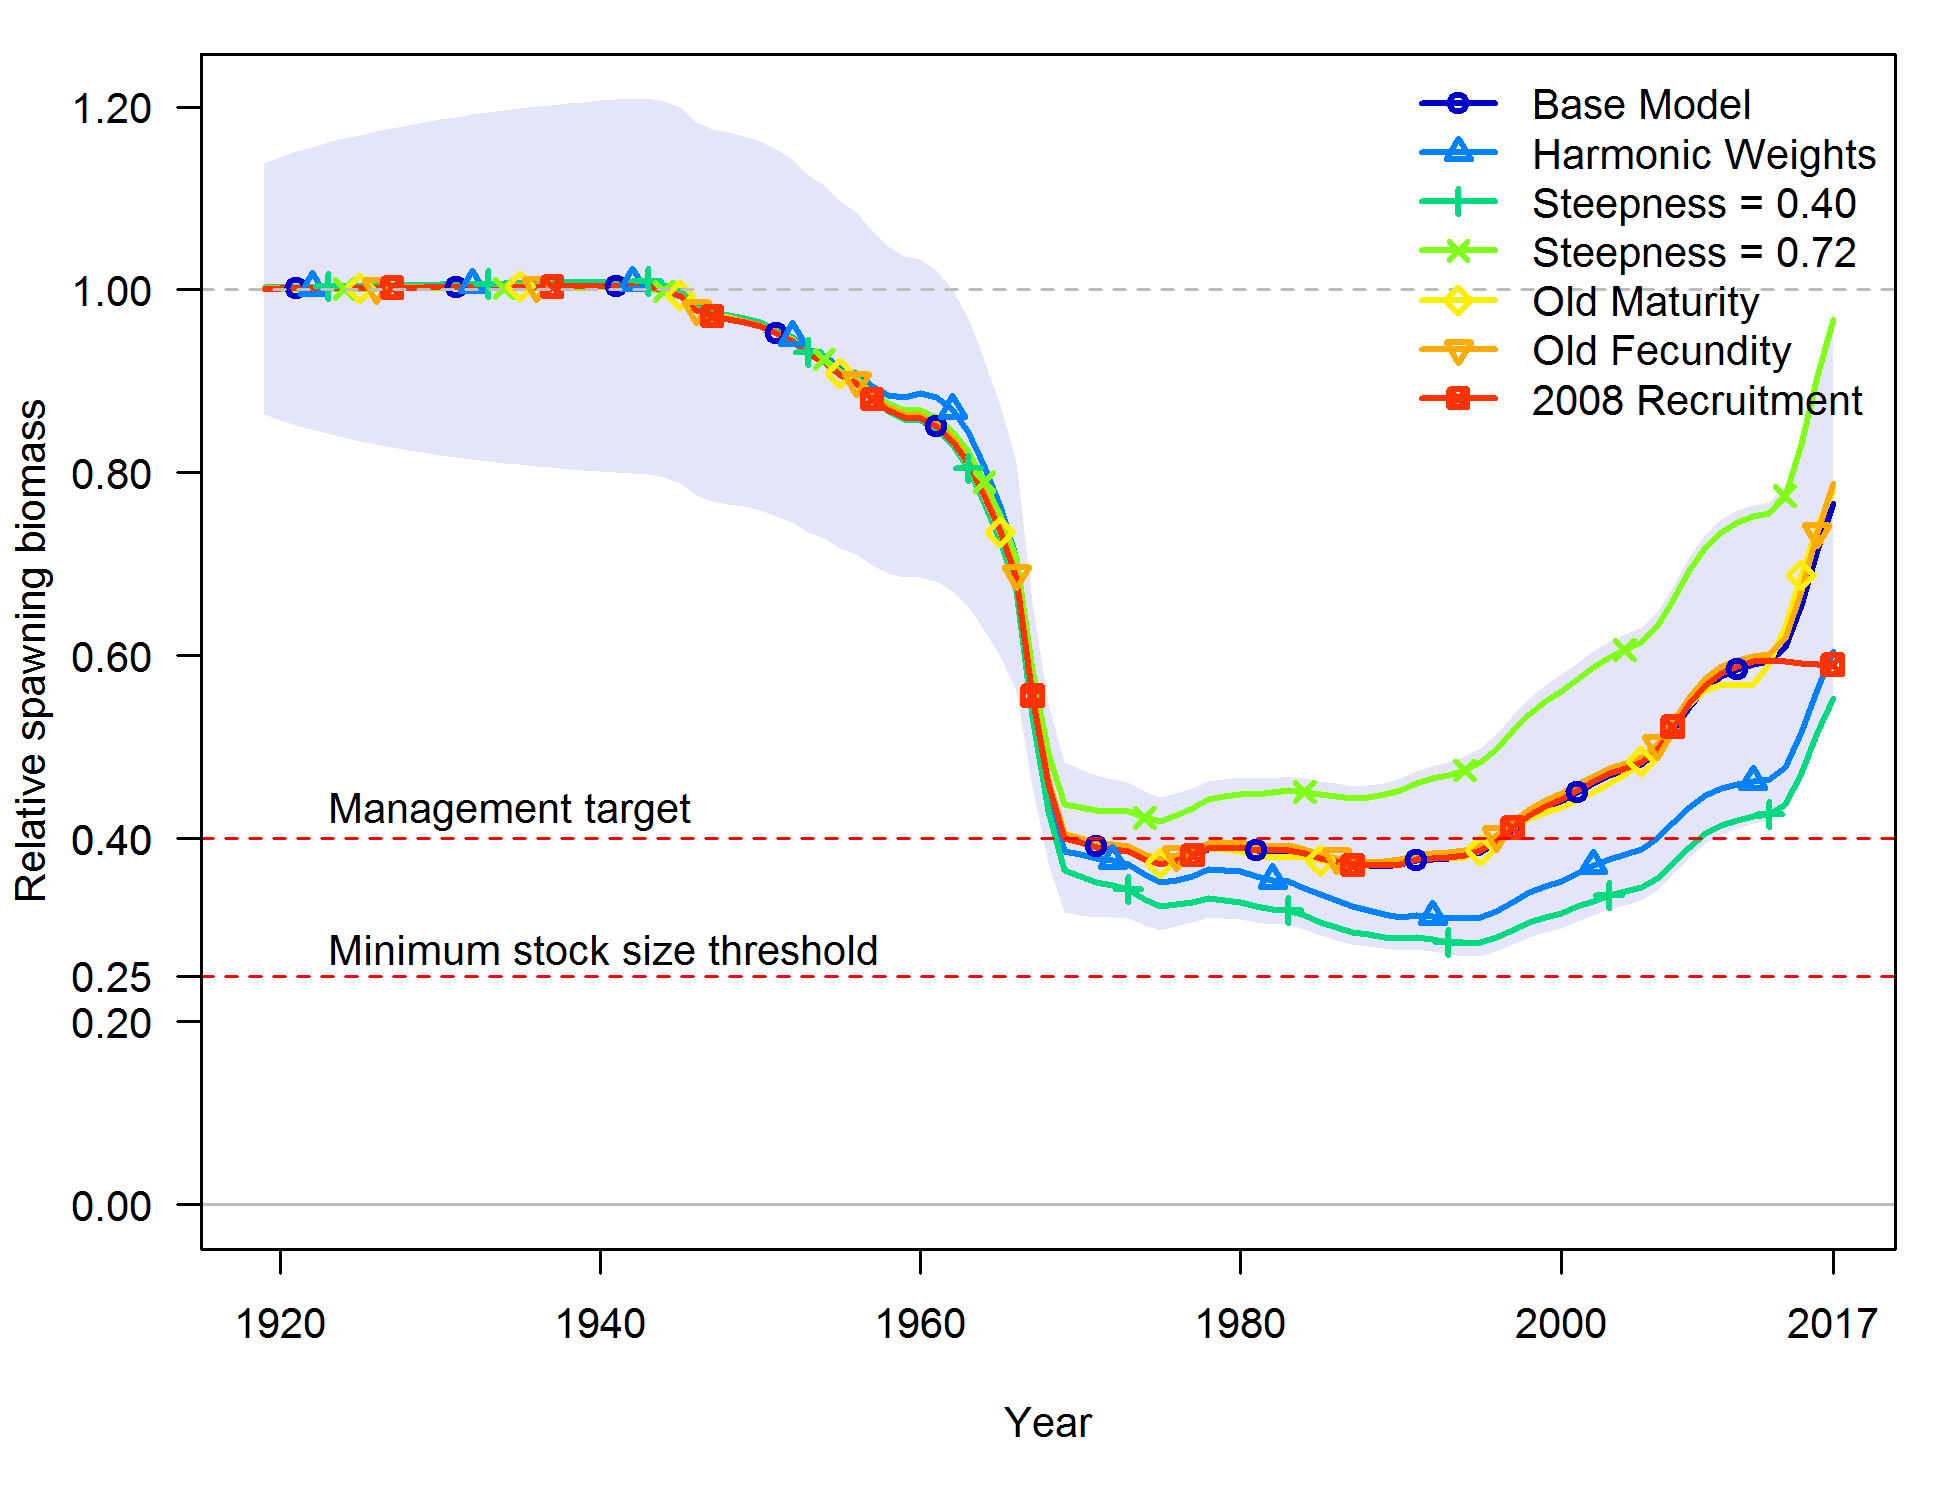 Relative spawning biomass
1.20
1.00
0.80
0.60
0.40
0.25
0.20
0.00
Base Model
Harmonic Weights
Steepness = 0.40
Steepness = 0.72
Old Maturity
Old Fecundity
2008 Recruitment
Management target
Minimum stock size threshold
1920 1940 1960 1980 2000 2017
Year